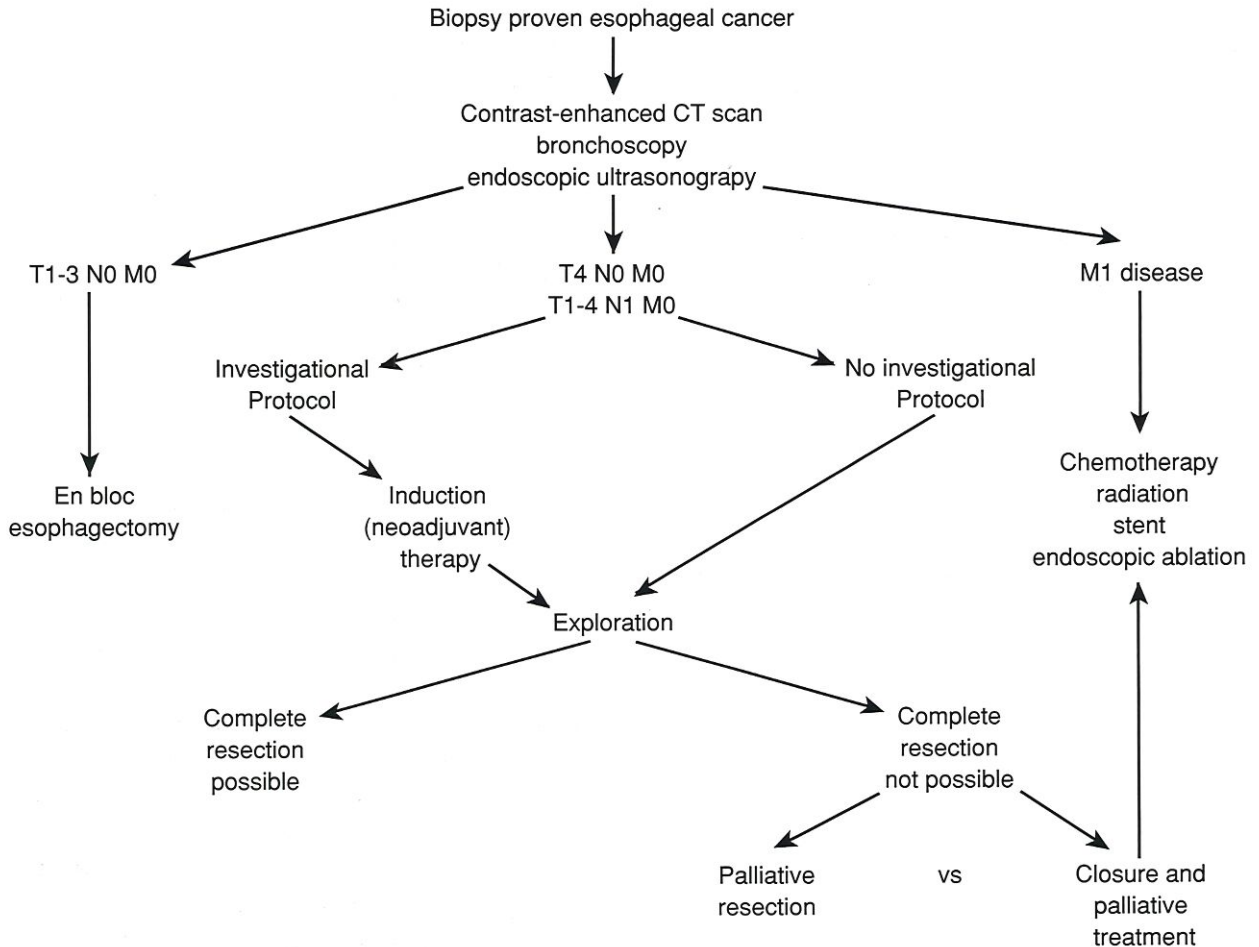 Biopsy proven esophageal cancer
Contrast-enhanced CT scan
bronchoscopy
endoscopic ultrasonograpy
T1-3 N0 M0
T4 N0 M0
T1-4 N1 M0
M1 disease
Investigational
Protocol
No investigational
Protocol
En bloc
esophagectomy
Induction
(neoadjuvant)
therapy
Chemotherapy
radiation
stent
endoscopic ablation
Exploration
Complete
resection
possible
Complete
resection
not possible
Palliative
resection
vs
Closure and
palliative
treatment